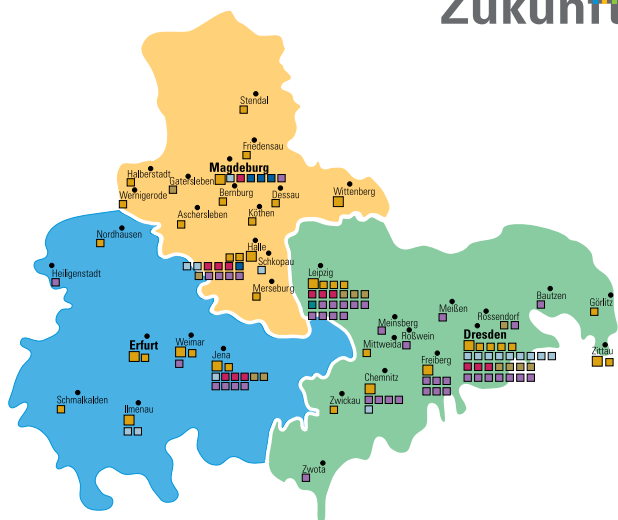 Zukunft
Stendal
Friedensau
Magdeburg
Halberstadt
Gatersleben
Wernigerode
Bernburg
Dessau
Wittenberg
Aschersleben
Köthen
Nordhausen
Halle
Schkopau
Heiligenstadt
Merseburg
Leipzig
Bautzen
Görlitz
Meißen
Rossendorf
Meinsberg
Roßwein
Dresden
Mittweida
Erfurt
Weimar
Jena
Freiberg
Zittau
Chemnitz
Schmalkalden
Ilmenau
Zwickau
Zwota